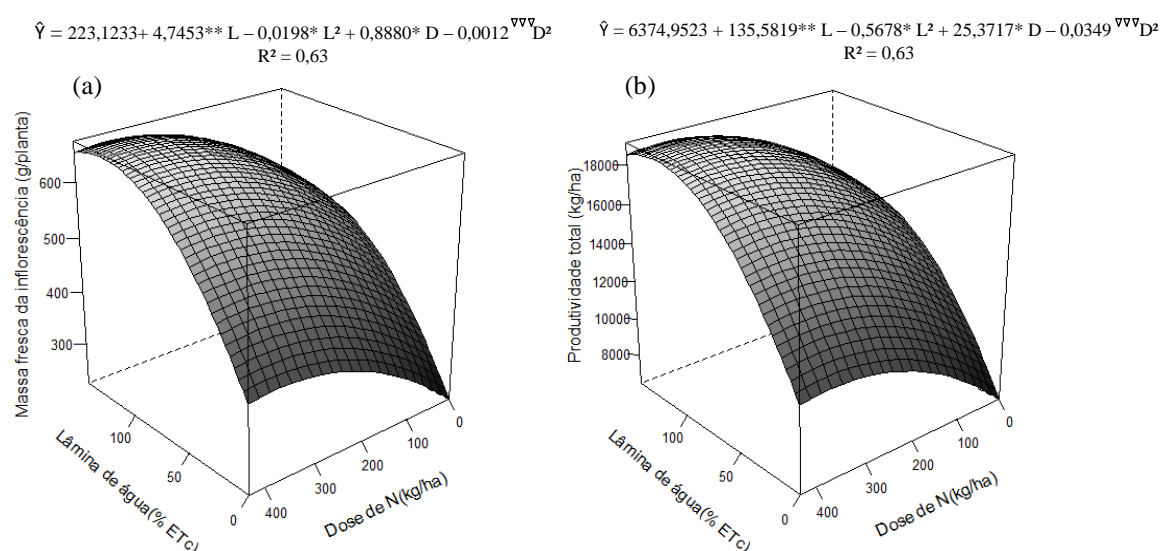 Ŷ = 223,1233+ 4,7453** L – 0,0198* L² + 0,8880* D – 0,0012 ∇∇∇D²
R² = 0,63
(a)
Massa fresca da inflorescência (g/planta)
600
500
400
300
100
50
0
Lâmina de água(% ETc)
400
300
200
100
0
Dose de N(kg/ha)
Ŷ = 6374,9523 + 135,5819** L – 0,5678* L² + 25,3717* D – 0,0349 ∇∇∇D²
R² = 0,63
(b)
Produtividade total (kg/ha)
18000
16000
14000
12000
10000
8000
100
50
0
Lâmina de água(% ETc)
400
300
200
100
0
Dose de N(kg/ha)